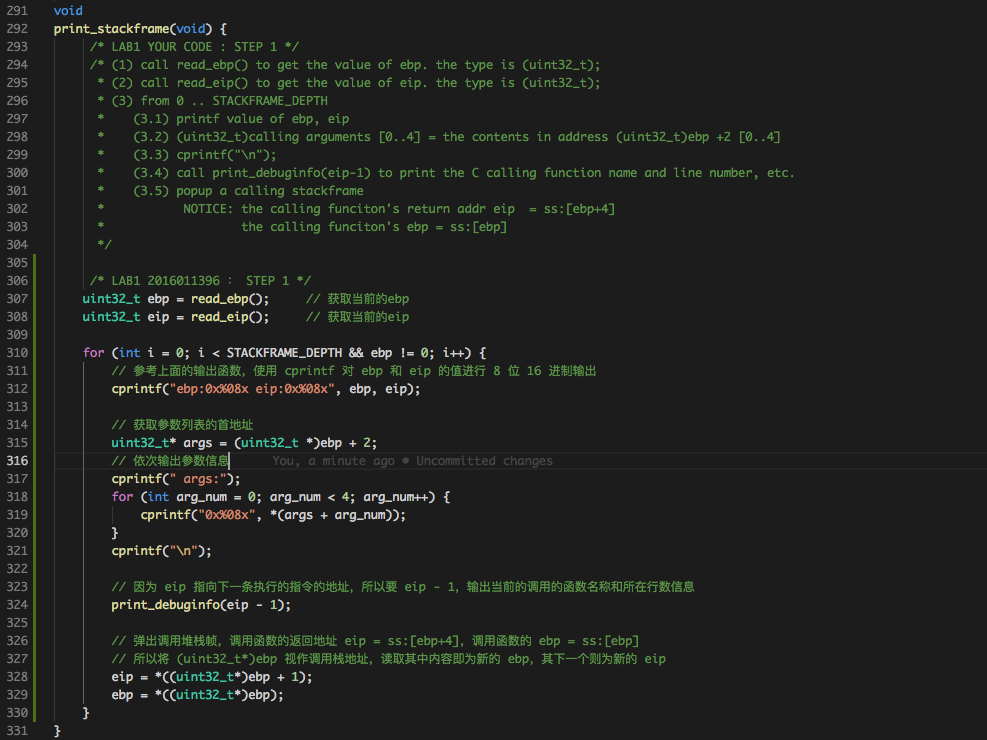 291 void
292 print_stackframe(void) {
293 /* LAB1 YOUR CODE : STEP 1 */
294 /* (1) call read_ebp() to get the value of ebp. the type is (uint32_t);
295 * (2) call read_eip() to get the value of eip. the type is (uint32_t);
296 * (3) from 0 .. STACKFRAME_DEPTH
297 * (3.1) printf value of ebp, eip
298 * (3.2) (uint32_t)calling arguments [0..4] = the contents in address (uint32_t)ebp +2 [0..4]
299 * (3.3) cprintf("\n");
300 * (3.4) call print_debuginfo(eip-1) to print the C calling function name and line number, etc.
301 * (3.5) popup a calling stackframe
302 * NOTICE: the calling funciton's return addr eip = ss:[ebp+4]
303 * the calling funciton's ebp = ss:[ebp]
304 */
305
306 /* LAB1 2016011396 : STEP 1 */
307 uint32_t ebp = read_ebp(); // 获取当前的ebp
308 uint32_t eip = read_eip(); // 获取当前的eip
309
310 for (int i = 0; i < STACKFRAME_DEPTH && ebp != 0; i++) {
311 // 参考上面的输出函数，使用 cprintf 对 ebp 和 eip 的值进行 8 位 16 进制输出
312 cprintf("ebp:0x%08x eip:0x%08x", ebp, eip);
313
314 // 获取参数列表的首地址
315 uint32_t* args = (uint32_t *)ebp + 2;
316 // 依次输出参数信息 You, a minute ago • Uncommitted changes
317 cprintf(" args:");
318 for (int arg_num = 0; arg_num < 4; arg_num++) {
319 cprintf("0x%08x", *(args + arg_num));
320 }
321 cprintf("\n");
322
323 // 因为 eip 指向下一条执行的指令的地址，所以要 eip - 1，输出当前的调用的函数名称和所在行数信息
324 print_debuginfo(eip - 1);
325
326 // 弹出调用堆栈帧，调用函数的返回地址 eip = ss:[ebp+4]，调用函数的 ebp = ss:[ebp]
327 // 所以将 (uint32_t*)ebp 视作调用栈地址，读取其中内容即为新的 ebp，其下一个则为新的 eip
328 eip = *((uint32_t*)ebp + 1);
329 ebp = *((uint32_t*)ebp);
330 }
331 }